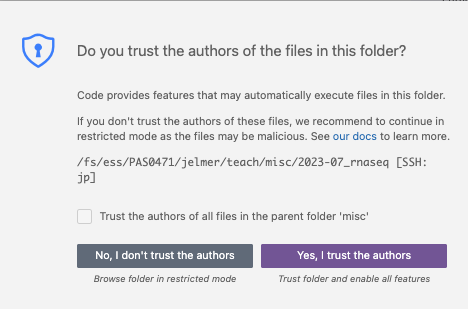 Do you trust the authors of the files in this folder?
Code provides features that may automatically execute files in this folder.
If you don't trust the authors of these files, we recommend to continue in
restricted mode as the files may be malicious. See our docs to learn more.
/fs/ess/PAS0471/jelmer/teach/misc/2023-07_rnaseq [SSH:
jp]
Trust the authors of all files in the parent folder 'misc'
No, I don't trust the authors
Yes, I trust the authors
Browse folder in restricted mode
Trust folder and enable all features